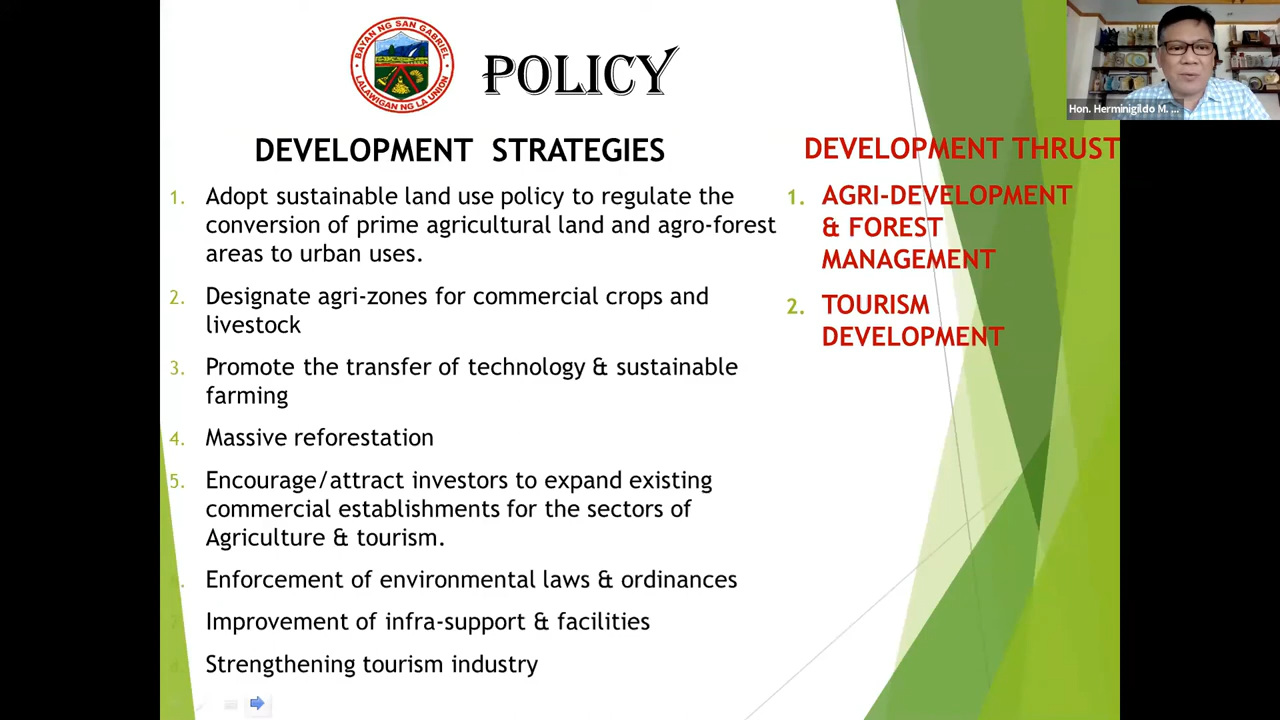 BAYAN NG SAN GABRIEL
LALAWIGAN NG LA UNION
POLICY
Hon. Herminigildo M. ...
DEVELOPMENT STRATEGIES
1. Adopt sustainable land use policy to regulate the
conversion of prime agricultural land and agro-forest
areas to urban uses.
2. Designate agri-zones for commercial crops and
livestock
3. Promote the transfer of technology & sustainable
farming
4. Massive reforestation
5. Encourage/attract investors to expand existing
commercial establishments for the sectors of
Agriculture & tourism.
Enforcement of environmental laws & ordinances
Improvement of infra-support & facilities
Strengthening tourism industry
DEVELOPMENT THRUST
1. AGRI-DEVELOPMENT
& FOREST
MANAGEMENT
2. TOURISM
DEVELOPMENT